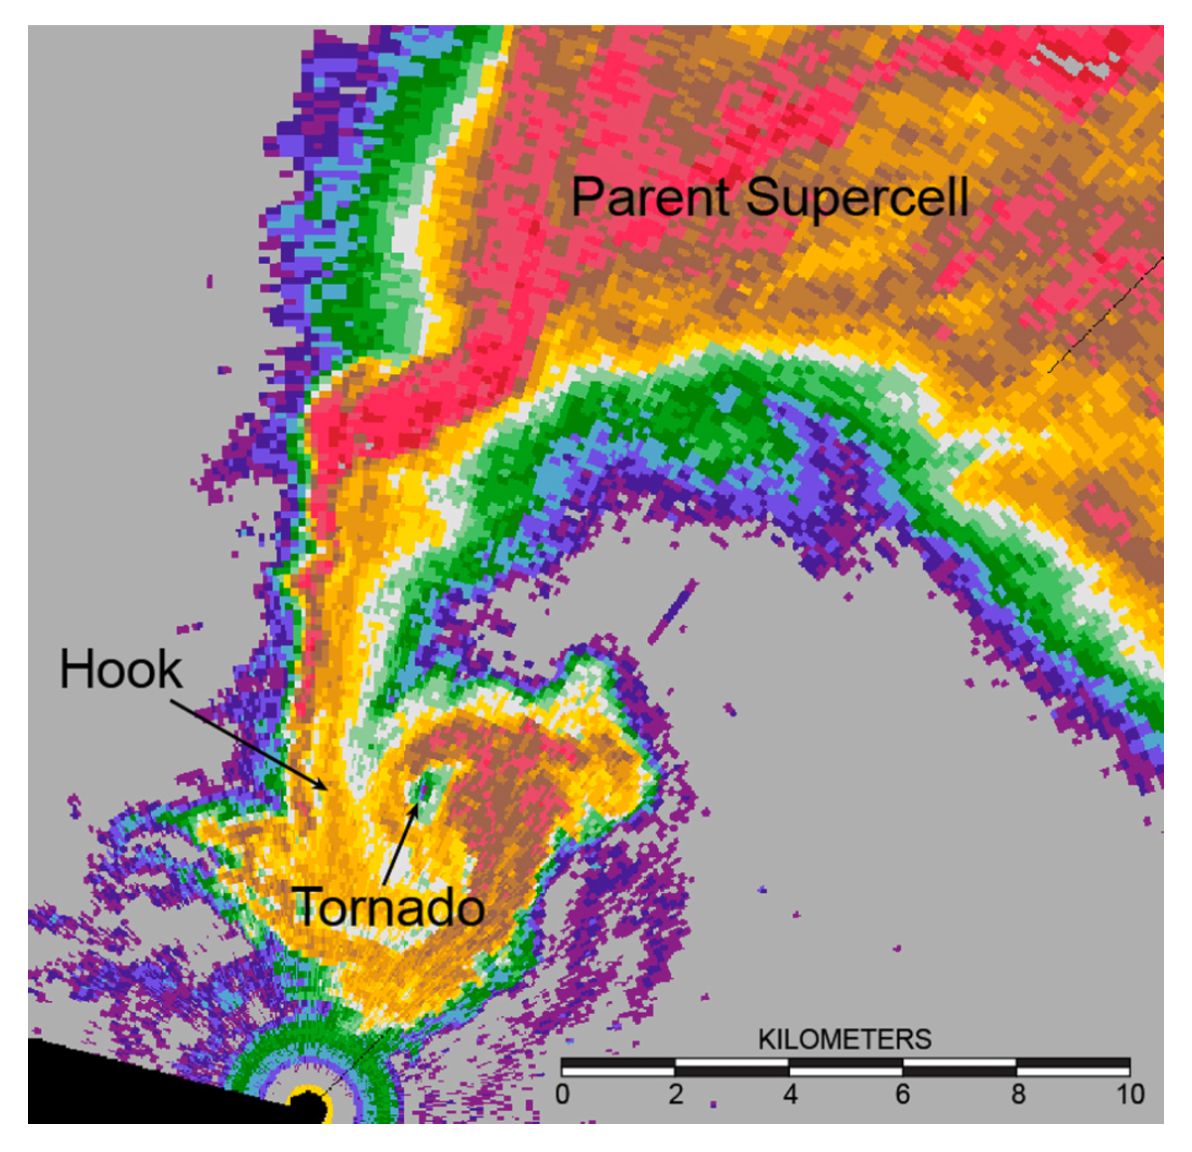 Parent Supercell
Hook
Tornado
KILOMETERS
0 2 4 6 8 10